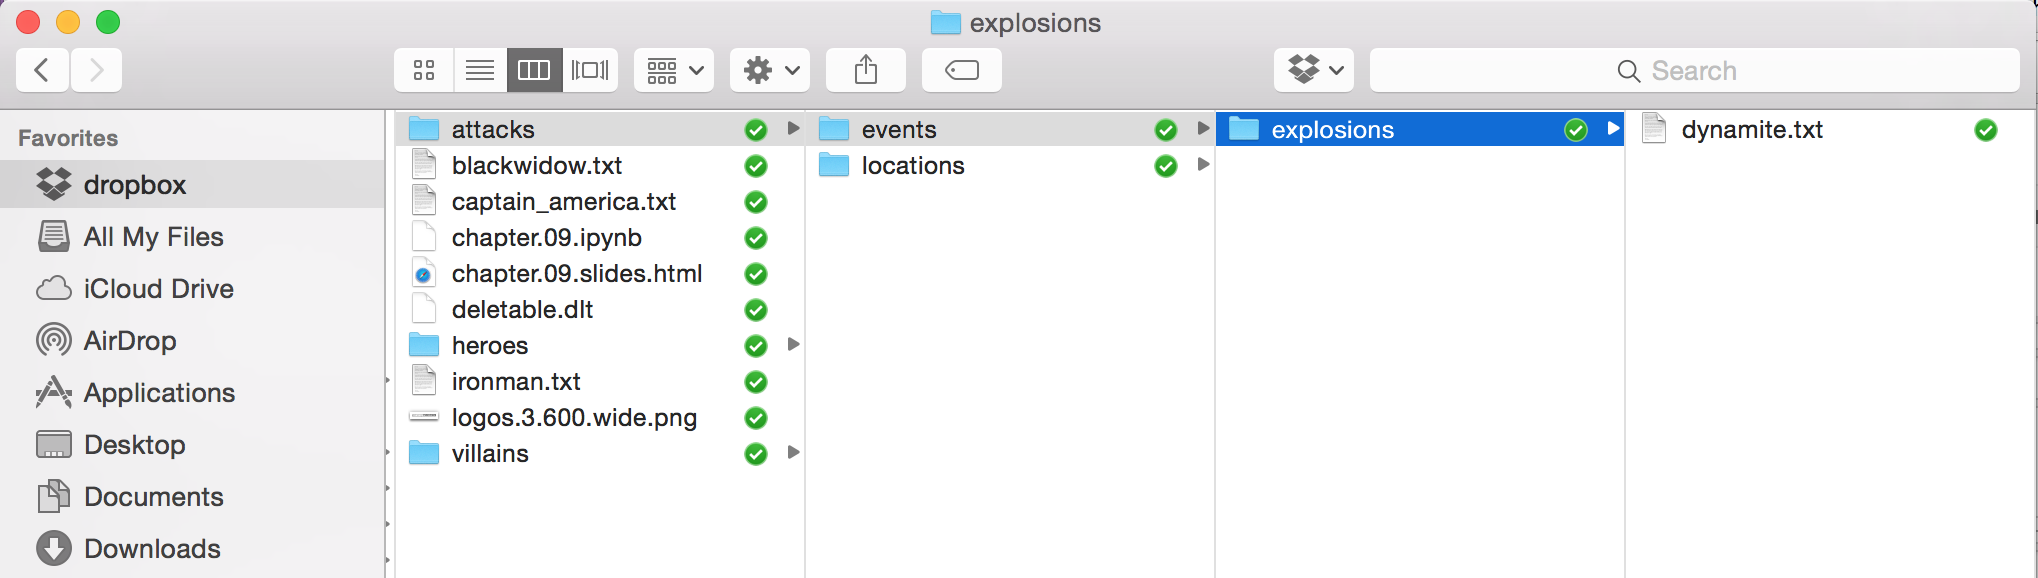 explosions
Search
Favorites
dropbox
All My Files
iCloud Drive
AirDrop
Applications
Desktop
Documents
Downloads
attacks
blackwidow.txt
captain_america.txt
chapter.09.ipynb
chapter.09.slides.html
deletable.dlt
heroes
ironman.txt
logos.3.600.wide.png
villains
events
locations
explosions
dynamite.txt